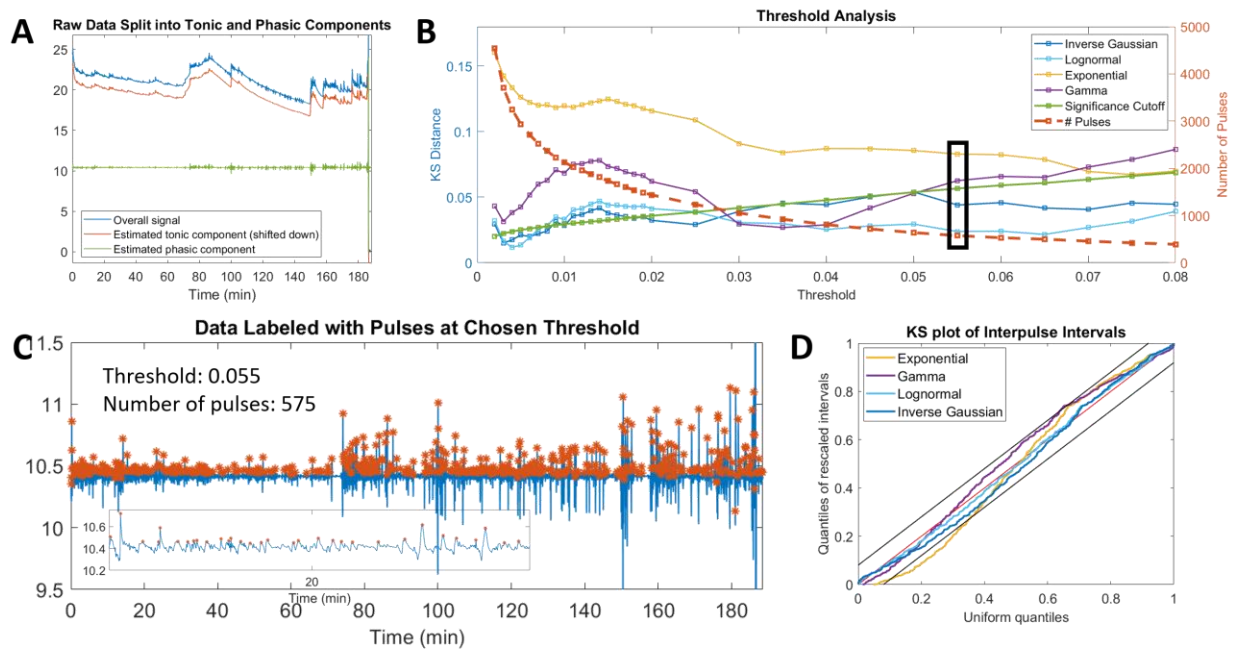 A
Raw Data Split into Tonic and Phasic Components
25
20
15
10
5
0
Overall signal
Estimated tonic component (shifted down)
Estimated phasic component
0 20 40 60 80 100 120 140 160 180
Time (min)
B
Threshold Analysis
KS Distance
0.15
0.1
0.05
0
Inverse Gaussian
Lognormal
Exponential
Gamma
Significance Cutoff
# Pulses
5000
4000
3000
2000
1000
0
Number of Pulses
0 0.01 0.02 0.03 0.04 0.05 0.06 0.07 0.08
Threshold
C
Data Labeled with Pulses at Chosen Threshold
11.5
11
10.5
10
9.5
Threshold: 0.055
Number of pulses: 575
10.6
10.4
10.2
20
Time (min)
0 20 40 60 80 100 120 140 160 180
Time (min)
D
KS plot of Interpulse Intervals
Quantiles of rescaled intervals
1
0.8
0.6
0.4
0.2
0
Exponential
Gamma
Lognormal
Inverse Gaussian
0 0.2 0.4 0.6 0.8 1
Uniform quantiles